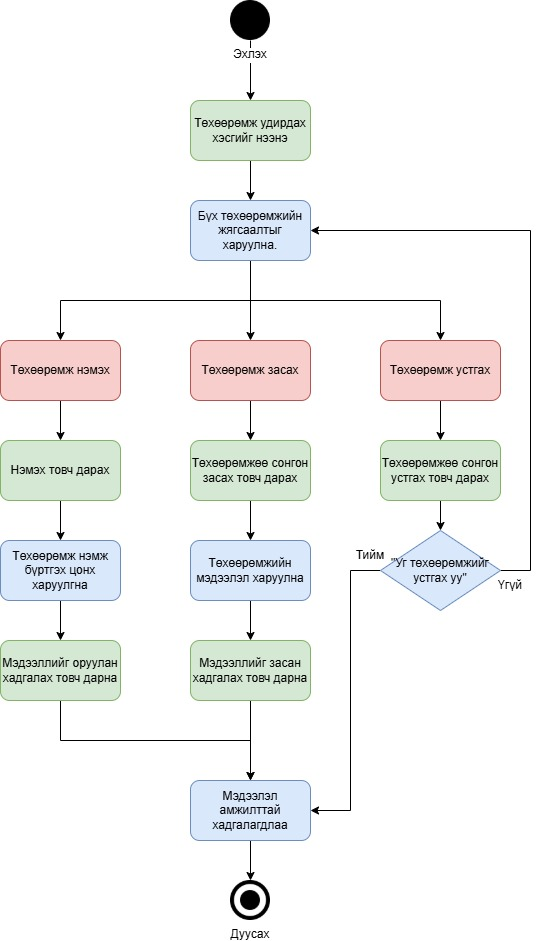 Эхлэх
Төхөөрөмж удирдах
хэсгийг нээнэ
Бүх төхөөрөмжийн
жягсаалтыг
харуулна.
Төхөөрөмж нэмэх
Төхөөрөмж засах
Төхөөрөмж устгах
Нэмэх товч дарах
Төхөөрөмжөө сонгон
засах товч дарах
Төхөөрөмжөө сонгон
устгах товч дарах
Төхөөрөмж нэмж
бүртгэх цонх
харуулгна
Төхөөрөмжийн
мэдээлэл харуулна
Тийм
"Уг төхөөрөмжийг
устгах уу"
Үгүй
Мэдээллийг оруулан
хадгалах товч дарна
Мэдээллийг засан
хадгалах товч дарна
Мэдээлэл
амжилттай
хадгалагдлаа
Дуусах